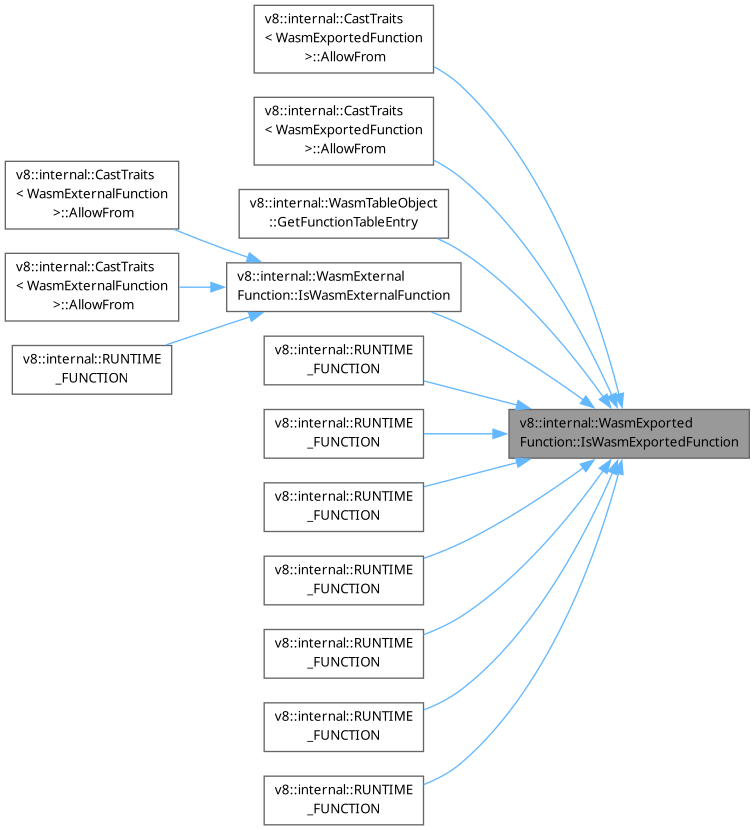 v8::internal::CastTraits
< WasmExportedFunction
>::AllowFrom
v8::internal::CastTraits
< WasmExportedFunction
>::AllowFrom
v8::internal::CastTraits
< WasmExternalFunction
>::AllowFrom
v8::internal::WasmTableObject
::GetFunctionTableEntry
v8::internal::CastTraits
< WasmExternalFunction
>::AllowFrom
v8::internal::WasmExternal
Function::IsWasmExternalFunction
v8::internal::RUNTIME
_FUNCTION
v8::internal::RUNTIME
_FUNCTION
v8::internal::RUNTIME
_FUNCTION
v8::internal::WasmExported
Function::IsWasmExportedFunction
v8::internal::RUNTIME
_FUNCTION
v8::internal::RUNTIME
_FUNCTION
v8::internal::RUNTIME
_FUNCTION
v8::internal::RUNTIME
_FUNCTION
v8::internal::RUNTIME
_FUNCTION